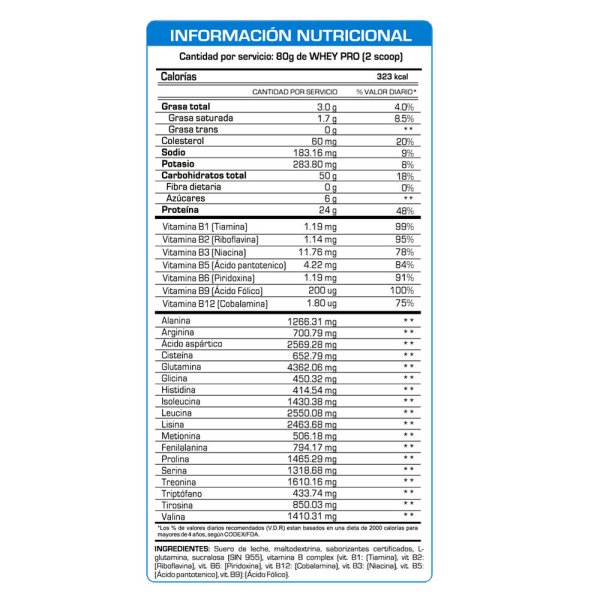 INFORMACIÓN NUTRICIONAL
Cantidad por servicio: 80g de WHEY PRO (2 scoop)
Calorías 323 kcal
CANTIDAD POR SERVICIO % VALOR DIARIO*
Grasa total 3.0 g 4.0%
Grasa saturada 1.7 g 8.5%
Grasa trans 0 g **
Colesterol 60 mg 20%
Sodio 183.16 mg 9%
Potasio 283.80 mg 8%
Carbohidratos total 50 g 18%
Fibra dietaria 0 g 0%
Azúcares 6 g **
Proteína 24 g 48%
Vitamina B1 (Tiamina) 1.19 mg 99%
Vitamina B2 (Riboflavina) 1.14 mg 95%
Vitamina B3 (Niacina) 11.76 mg 78%
Vitamina B5 (Ácido pantotenico) 4.22 mg 84%
Vitamina B6 (Piridoxina) 1.19 mg 91%
Vitamina B9 (Ácido Fólico) 200 ug 100%
Vitamina B12 (Cobalamina) 1.80 ug 75%
Alanina 1266.31 mg **
Arginina 700.79 mg **
Acido aspártico 2569.28 mg **
Cisteína 652.79 mg **
Glutamina 4362.06 mg **
Glicina 450.32 mg **
Histidina 414.54 mg **
Isoleucina 1430.38 mg **
Leucina 2550.08 mg **
Lisina 2463.68 mg **
Metionina 506.18 mg **
Fenilalanina 794.17 mg **
Prolina 1465.29 mg **
Serina 1318.68 mg **
Treonina 1610.16 mg **
Triptófano 433.74 mg **
Tirosina 850.03 mg **
Valina 1410.31 mg **
*Los % de valores diarios recomendados (V.D.R) están basados en una dieta de 2000 calorías para
mayores de 4 años, según CODEX/FDA.
INGREDIENTES: Suero de leche, maltodextrina, saborizantes certificados, L-
glutamina, sucralosa (SIN 955), vitamina B complex (vit. B1: (Tiamina), vit B2:
(Riboflavina), vit. B6: (Piridoxina), vit B12: (Cobalamina), vit B3: (Niacina), vit. B5:
(Ácido pantotenico), vit. B9) (Ácido Fólico).